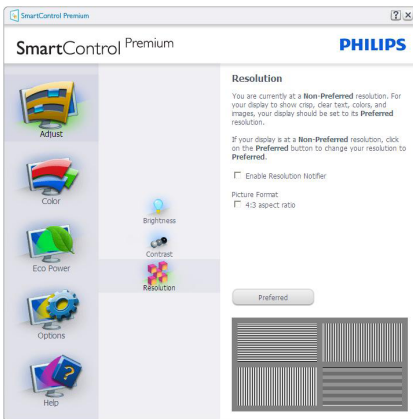 SmartControl Premium
SmartControl Premium
PHILIPS
Adjust
Color
Eco Power
Options
Help
Brightness
Contrast
Resolution
Resolution
You are currently at a Non-Preferred resolution. For
your display to show crisp, clear text, colors, and
images, your display should be set to its Preferred
resolution.
If your display is at a Non-Preferred resolution, click
on the Preferred button to change your resolution to
Preferred.
Enable Resolution Notifier
Picture Format
4:3 aspect ratio
Preferred